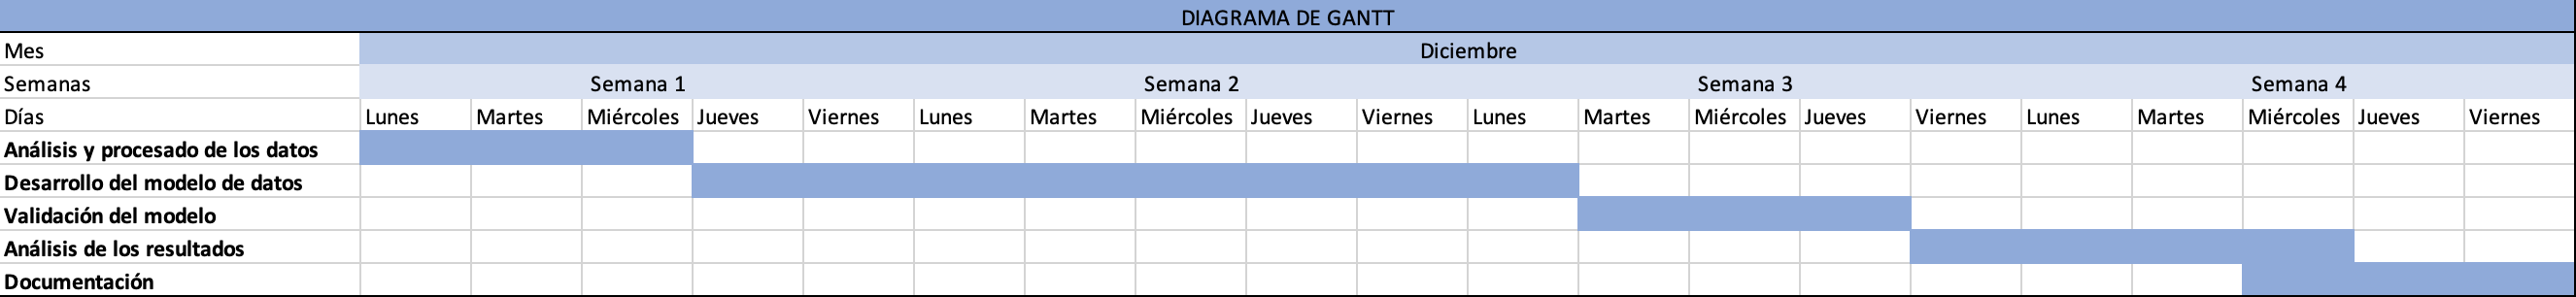 DIAGRAMA DE GANTT
Mes Diciembre
Semanas Semana 1 Semana 2 Semana 3 Semana 4
Días Lunes Martes Miércoles Jueves Viernes Lunes Martes Miércoles Jueves Viernes Lunes Martes Miércoles Jueves Viernes Lunes Martes Miércoles Jueves Viernes
Análisis y procesado de los datos
Desarrollo del modelo de datos
Validación del modelo
Análisis de los resultados
Documentación